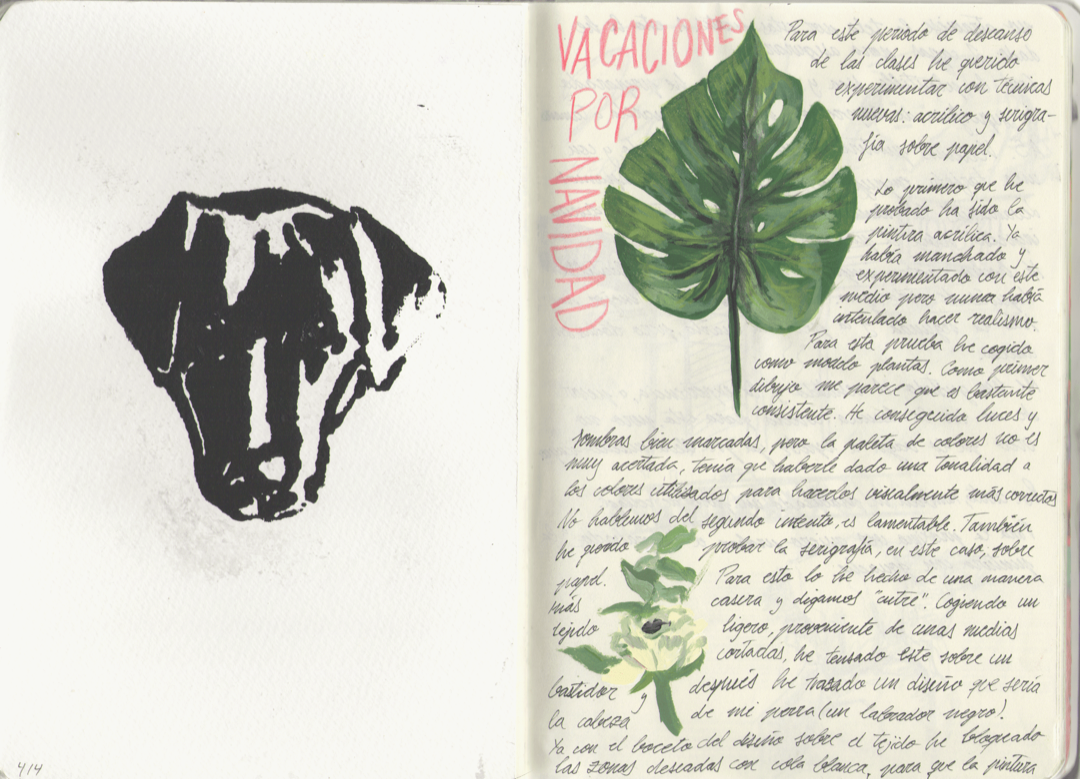 4/4
VACACIONES
POR
NAVIDAD
Para este periodo de descanso
de las clases he querido
experimentar con técnicas
nuevas: acrílico y serigra-
fía sobre papel.
Lo primero que he
probado ha sido la
pintura acrílica. Ya
había manchado y
experimentado con este
medio pero nunca había
intentado hacer realismo.
Para esta prueba he cogido
como modelo plantas. Como primer
dibujo me parece que es bastante
consistente. He conseguido luces y
sombras bien marcadas, pero la paleta de colores no es
muy acertada, tenía que haberle dado una tonalidad a
los colores utilizados para hacerlos visualmente más correctos
No hablemos del segundo intento, es lamentable. También
he querido probar la serigrafía, en este caso, sobre
papel. Para esto lo he hecho de una manera
más casera y digamos "cutre". Cogiendo un
tejido ligero, proveniente de unas medias
cortadas, he tensado este sobre un
bastidor y después he trazado un diseño que sería
la cabeza de mi perra (un labrador negro).
Ya con el boceto del diseño sobre el tejido he bloqueado
las zonas deseadas con cola blanca, para que la pintura